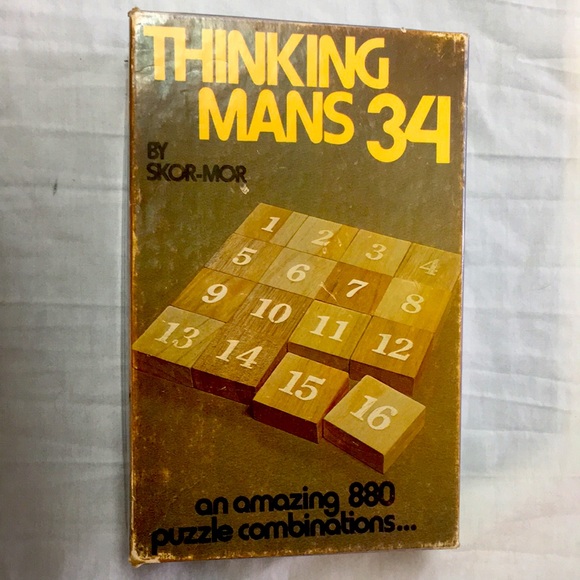 THINKING
MANS 34
BY
SKOR-MOR
1 2 3 4
5 6 7 8
9 10 11 12
13 14 15 16
an amazing 880
puzzle combinations...